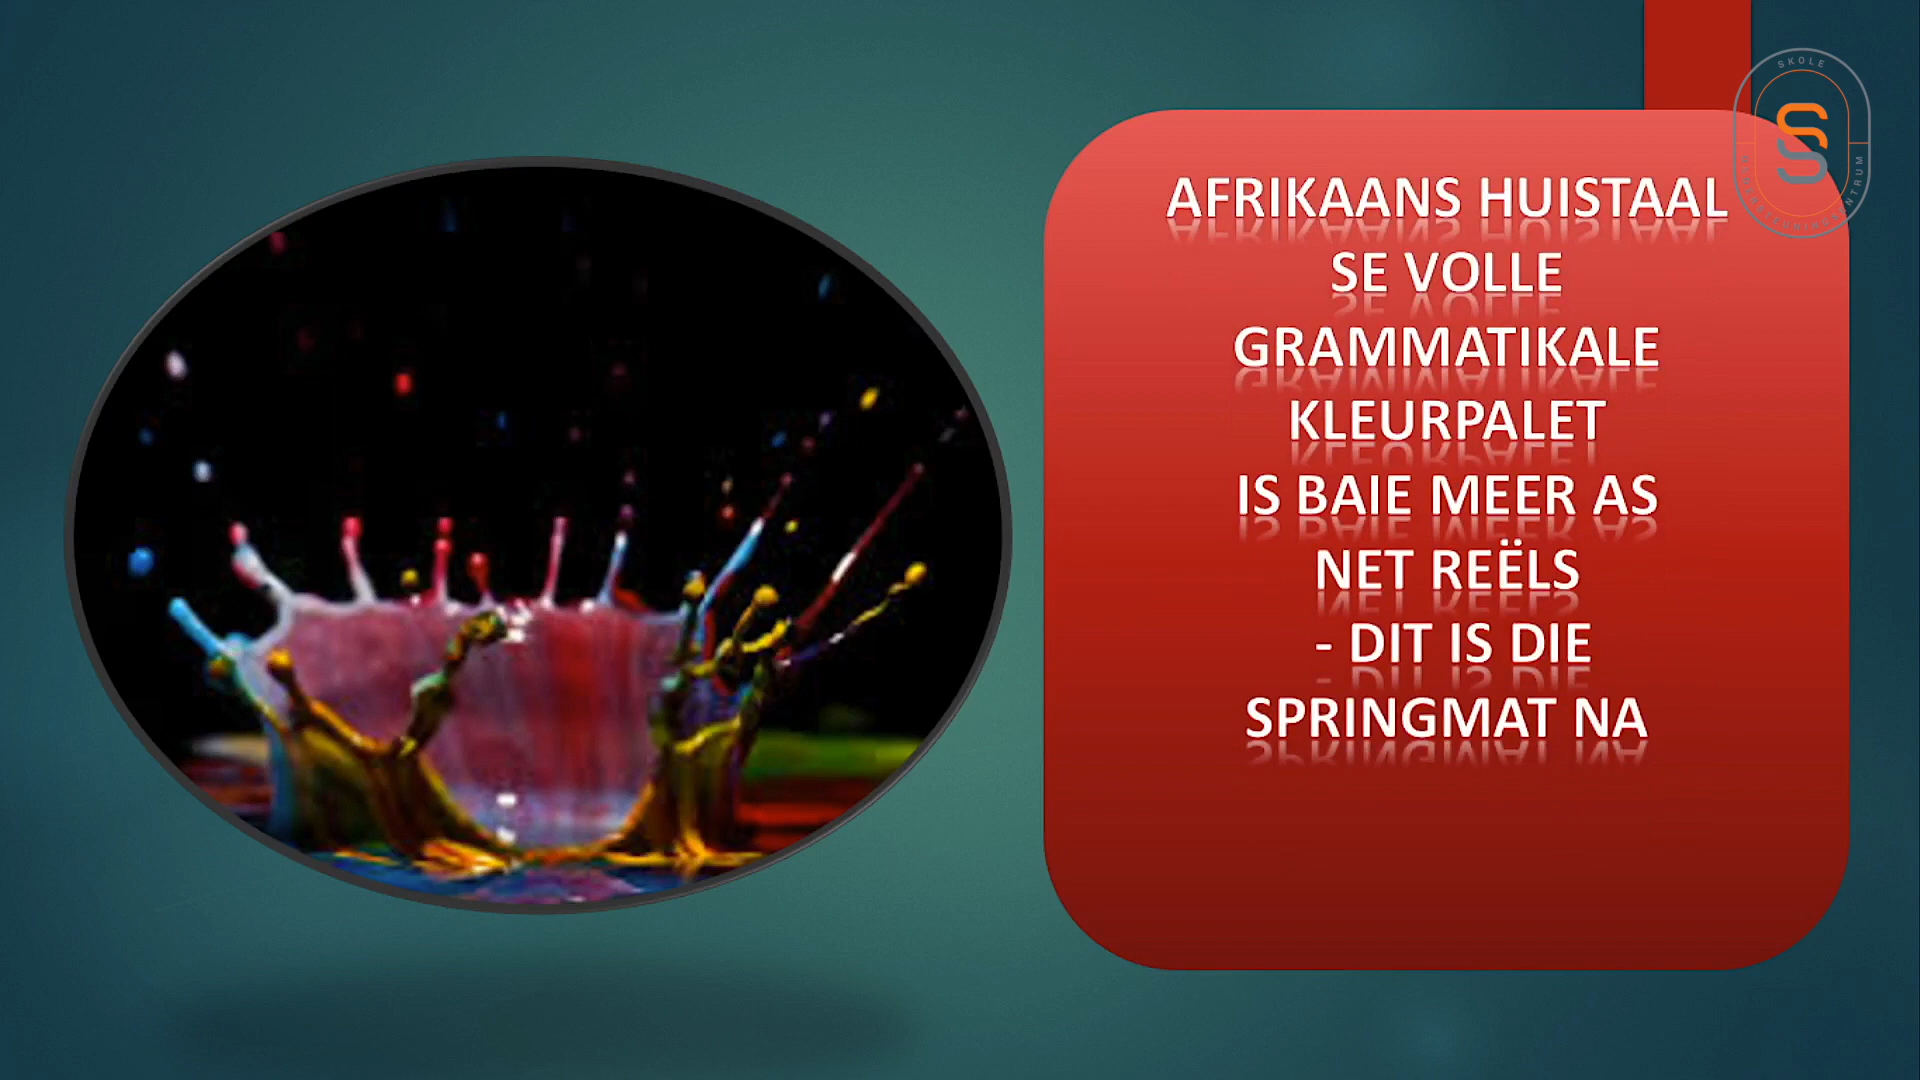 SKOLE
AFRIKAANS HUISTAAL
SE VOLLE
GRAMMATIKALE
KLEURPALET
IS BAIE MEER AS
NET REËLS
- DIT IS DIE
SPRINGMAT NA